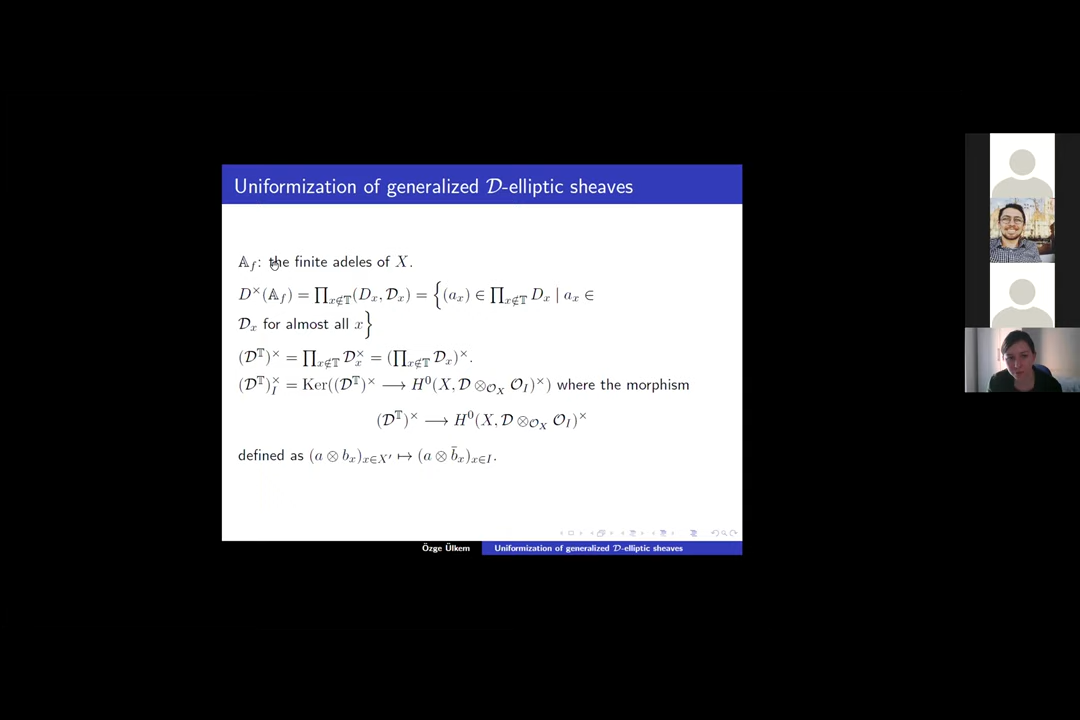 Uniformization of generalized 𝒟-elliptic sheaves
𝔸_f: the finite adeles of X.
D^×(𝔸_f) = ∏_{x∉𝕋}(D_x, 𝒟_x) = {(a_x) ∈ ∏_{x∉𝕋} D_x | a_x ∈
𝒟_x for almost all x}
(𝒟^𝕋)^× = ∏_{x∉𝕋} 𝒟_x^× = (∏_{x∉𝕋} 𝒟_x)^×.
(𝒟^𝕋)_I^× = Ker((𝒟^𝕋)^× ⟶ H^0(X, 𝒟 ⊗_{𝒪_X} 𝒪_I)^×) where the morphism
(𝒟^𝕋)^× ⟶ H^0(X, 𝒟 ⊗_{𝒪_X} 𝒪_I)^×
defined as (a ⊗ b_x)_{x∈X'} ↦ (a ⊗ b̄_x)_{x∈I}.
Özge Ülkem Uniformization of generalized 𝒟-elliptic sheaves